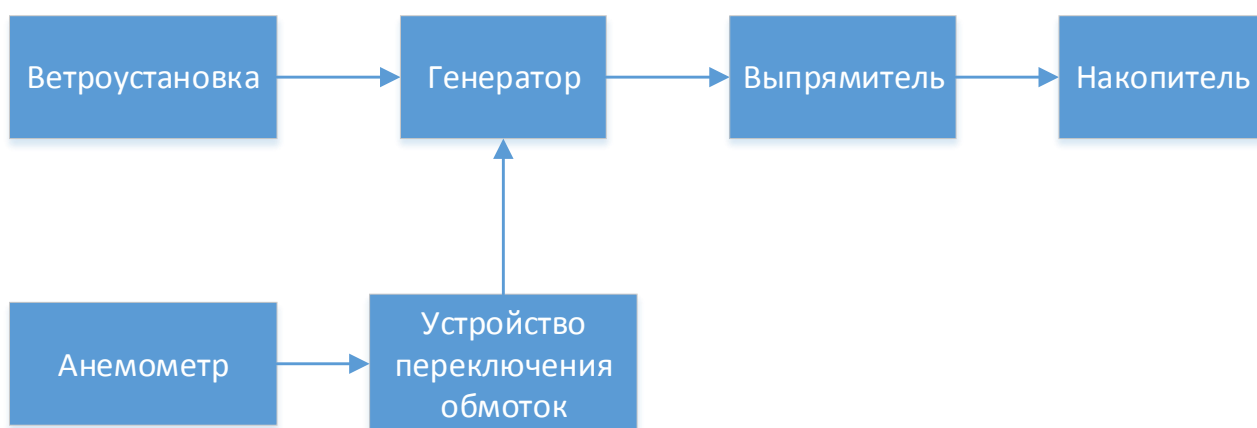 Ветроустановка
Генератор
Выпрямитель
Накопитель
Анемометр
Устройство
переключения
обмоток